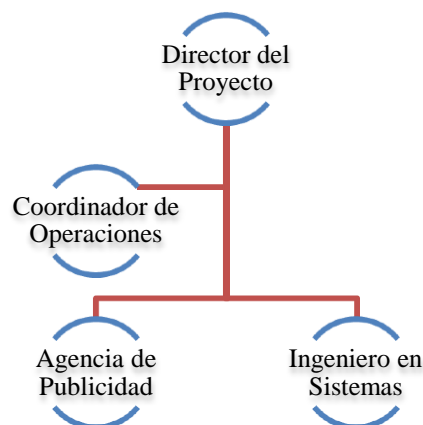 Director del
Proyecto
Coordinador de
Operaciones
Agencia de
Publicidad
Ingeniero en
Sistemas